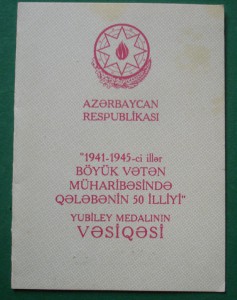 AZƏRBAYCAN
RESPUBLİKASI
"1941-1945-ci illər
BÖYÜK VƏTƏN
MÜHARİBƏSİNDƏ
QƏLƏBƏNİN 50 İLLİYİ"
YUBİLEY MEDALININ
VƏSİQƏSİ